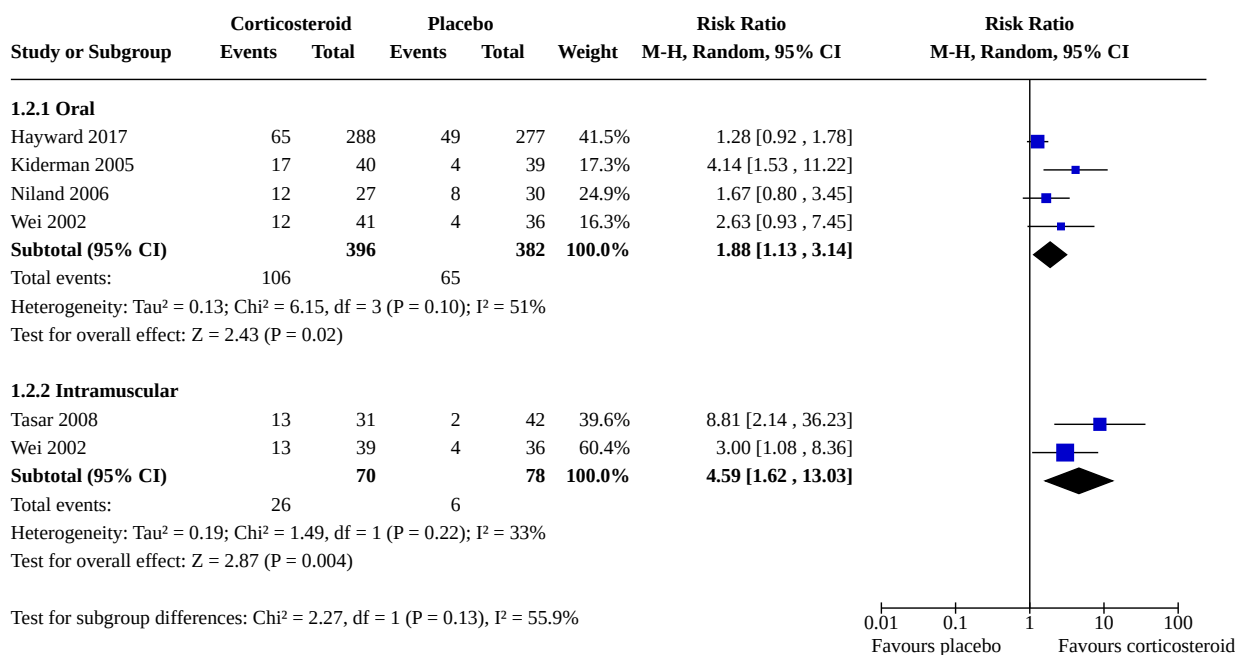 Corticosteroid Placebo Risk Ratio Risk Ratio
Study or Subgroup Events Total Events Total Weight M-H, Random, 95% CI M-H, Random, 95% CI
1.2.1 Oral
Hayward 2017 65 288 49 277 41.5% 1.28 [0.92 , 1.78]
Kiderman 2005 17 40 4 39 17.3% 4.14 [1.53 , 11.22]
Niland 2006 12 27 8 30 24.9% 1.67 [0.80 , 3.45]
Wei 2002 12 41 4 36 16.3% 2.63 [0.93 , 7.45]
Subtotal (95% CI) 396 382 100.0% 1.88 [1.13 , 3.14]
Total events: 106 65
Heterogeneity: Tau² = 0.13; Chi² = 6.15, df = 3 (P = 0.10); I² = 51%
Test for overall effect: Z = 2.43 (P = 0.02)
1.2.2 Intramuscular
Tasar 2008 13 31 2 42 39.6% 8.81 [2.14 , 36.23]
Wei 2002 13 39 4 36 60.4% 3.00 [1.08 , 8.36]
Subtotal (95% CI) 70 78 100.0% 4.59 [1.62 , 13.03]
Total events: 26 6
Heterogeneity: Tau² = 0.19; Chi² = 1.49, df = 1 (P = 0.22); I² = 33%
Test for overall effect: Z = 2.87 (P = 0.004)
Test for subgroup differences: Chi² = 2.27, df = 1 (P = 0.13), I² = 55.9%
0.01 0.1 1 10 100
Favours placebo Favours corticosteroid